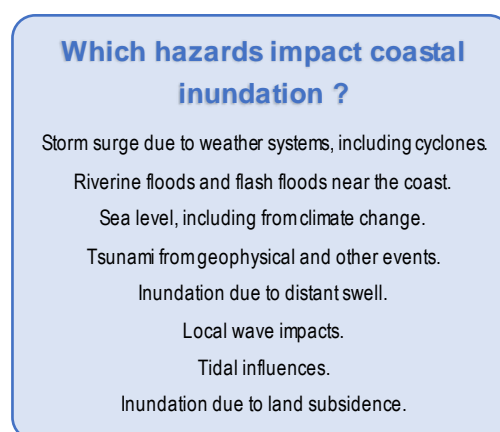 Which hazards impact coastal
inundation ?
Storm surge due to weather systems, including cyclones.
Riverine floods and flash floods near the coast.
Sea level, including from climate change.
Tsunami from geophysical and other events.
Inundation due to distant swell.
Local wave impacts.
Tidal influences.
Inundation due to land subsidence.